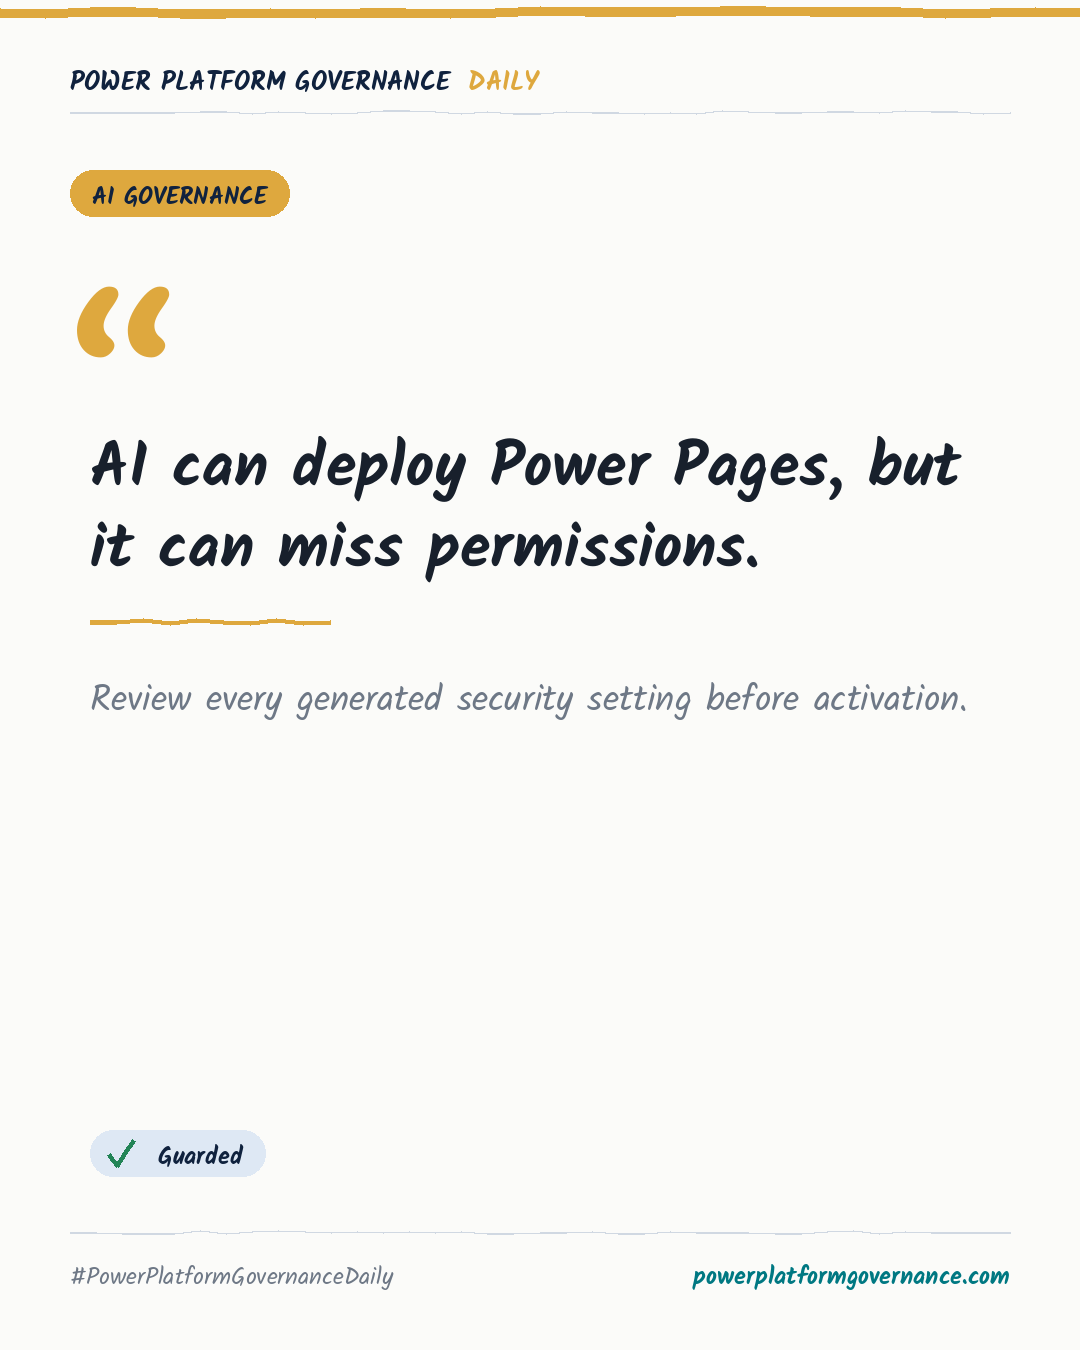 POWER PLATFORM GOVERNANCE DAILY
AI GOVERNANCE
“
AI can deploy Power Pages, but
it can miss permissions.
Review every generated security setting before activation.
Guarded
#PowerPlatformGovernanceDaily
powerplatformgovernance.com